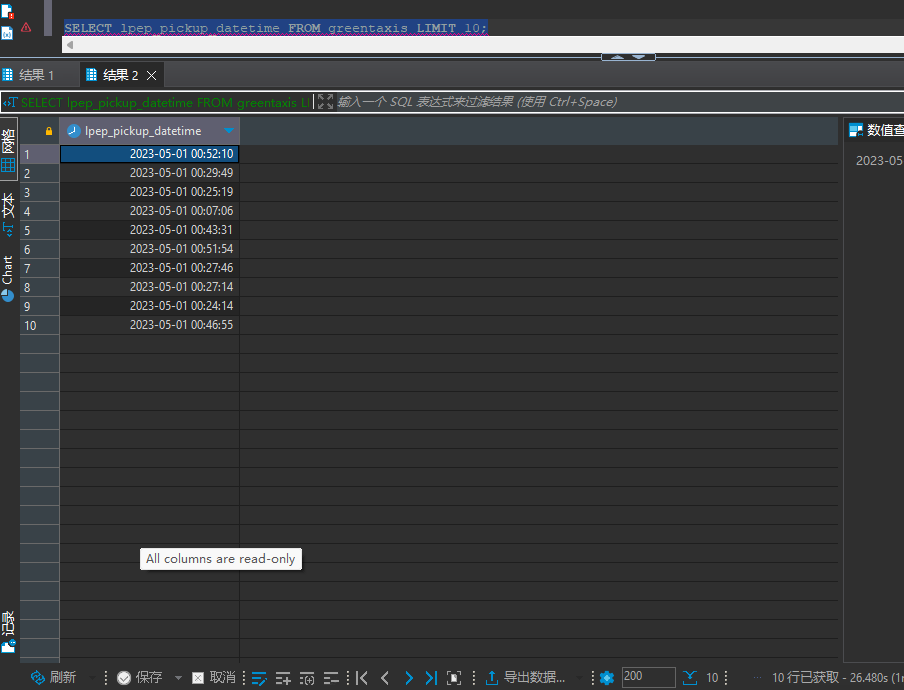 SELECT lpep_pickup_datetime FROM greentaxis LIMIT 10;
结果 1
结果 2
SELECT lpep_pickup_datetime FROM greentaxis LI
输入一个 SQL 表达式来过滤结果 (使用 Ctrl+Space)
网格
lpep_pickup_datetime
数值查
1 2023-05-01 00:52:10
2023-05
2 2023-05-01 00:29:49
3 2023-05-01 00:25:19
文本
4 2023-05-01 00:07:06
5 2023-05-01 00:43:31
6 2023-05-01 00:51:54
Chart
7 2023-05-01 00:27:46
8 2023-05-01 00:27:14
9 2023-05-01 00:24:14
10 2023-05-01 00:46:55
All columns are read-only
记录
刷新 保存 取消 导出数据... 200 10 ... 10 行已获取 - 26.480s (1